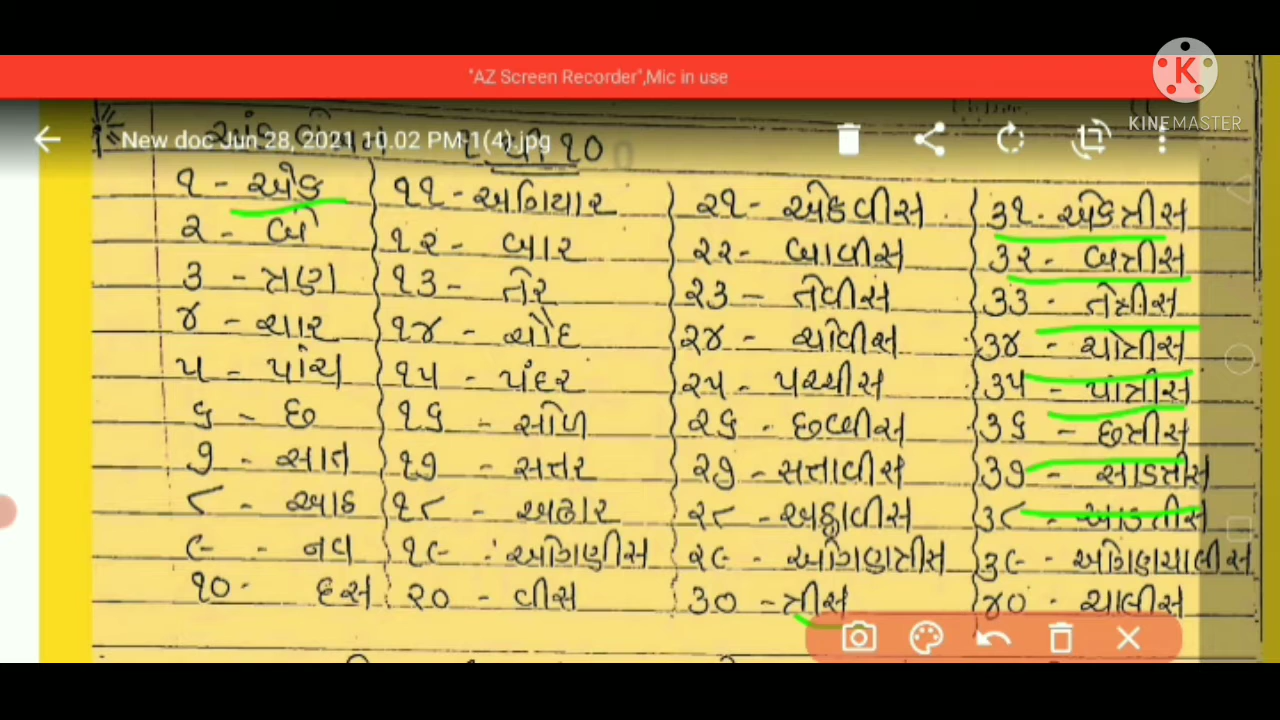 "AZ Screen Recorder",Mic in use
KINEMASTER
New doc Jun 28, 2021 10.02 PM-1(4).jpg
૧ - એક ૧૧ - અગિયાર ૨૧ - એકવીસ ૩૧ - એકત્રીસ
૨ - બે ૧૨ - બાર ૨૨ - બાવીસ ૩૨ - બત્રીસ
૩ - ત્રણ ૧૩ - તેર ૨૩ - તેવીસ ૩૩ - તેત્રીસ
૪ - ચાર ૧૪ - ચૌદ ૨૪ - ચોવીસ ૩૪ - ચોત્રીસ
૫ - પાંચ ૧૫ - પંદર ૨૫ - પચ્ચીસ ૩૫ - પાંત્રીસ
૬ - છ ૧૬ - સોળ ૨૬ - છવ્વીસ ૩૬ - છત્રીસ
૭ - સાત ૧૭ - સત્તર ૨૭ - સત્તાવીસ ૩૭ - સાડત્રીસ
૮ - આઠ ૧૮ - અઢાર ૨૮ - અઠ્ઠાવીસ ૩૮ - આડત્રીસ
૯ - નવ ૧૯ - ઓગણીસ ૨૯ - ઓગણત્રીસ ૩૯ - ઓગણચાલીસ
૧૦ - દસ ૨૦ - વીસ ૩૦ - ત્રીસ ૪૦ - ચાલીસ